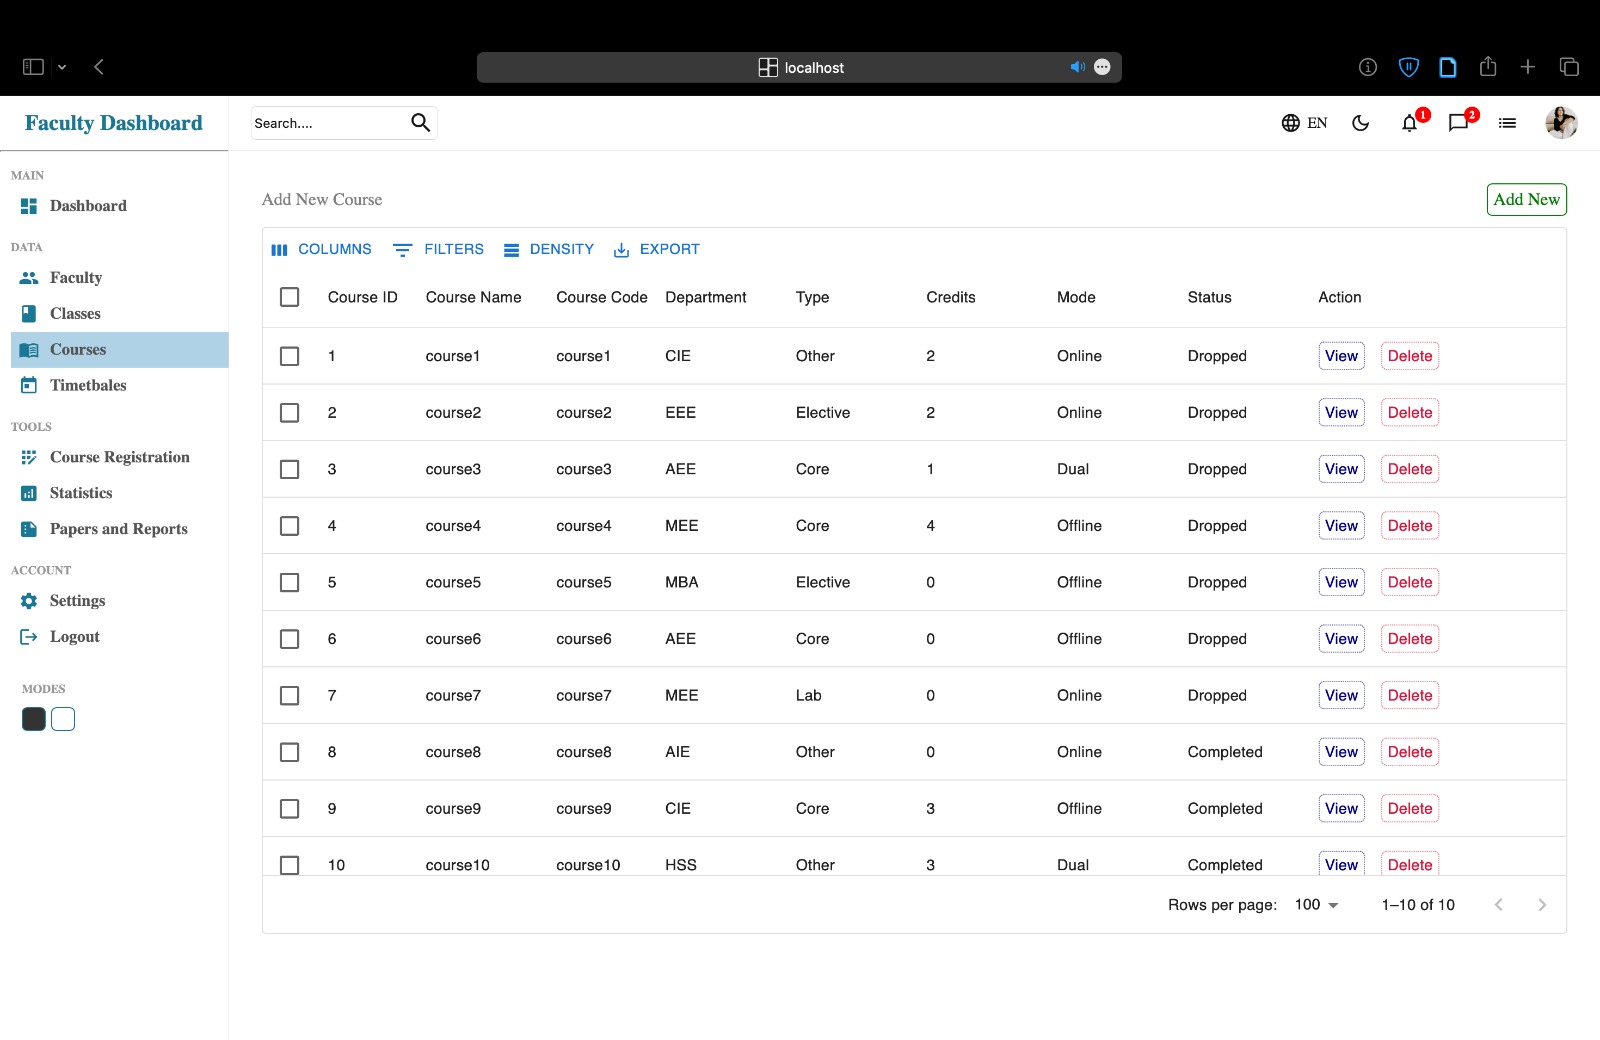 localhost
Faculty Dashboard
Search....
EN
1
2
MAIN
Dashboard
DATA
Faculty
Classes
Courses
Timetbales
TOOLS
Course Registration
Statistics
Papers and Reports
ACCOUNT
Settings
Logout
MODES
Add New Course
Add New
COLUMNS FILTERS DENSITY EXPORT
Course ID Course Name Course Code Department Type Credits Mode Status Action
1 course1 course1 CIE Other 2 Online Dropped View Delete
2 course2 course2 EEE Elective 2 Online Dropped View Delete
3 course3 course3 AEE Core 1 Dual Dropped View Delete
4 course4 course4 MEE Core 4 Offline Dropped View Delete
5 course5 course5 MBA Elective 0 Offline Dropped View Delete
6 course6 course6 AEE Core 0 Offline Dropped View Delete
7 course7 course7 MEE Lab 0 Online Dropped View Delete
8 course8 course8 AIE Other 0 Online Completed View Delete
9 course9 course9 CIE Core 3 Offline Completed View Delete
10 course10 course10 HSS Other 3 Dual Completed View Delete
Rows per page: 100 1–10 of 10